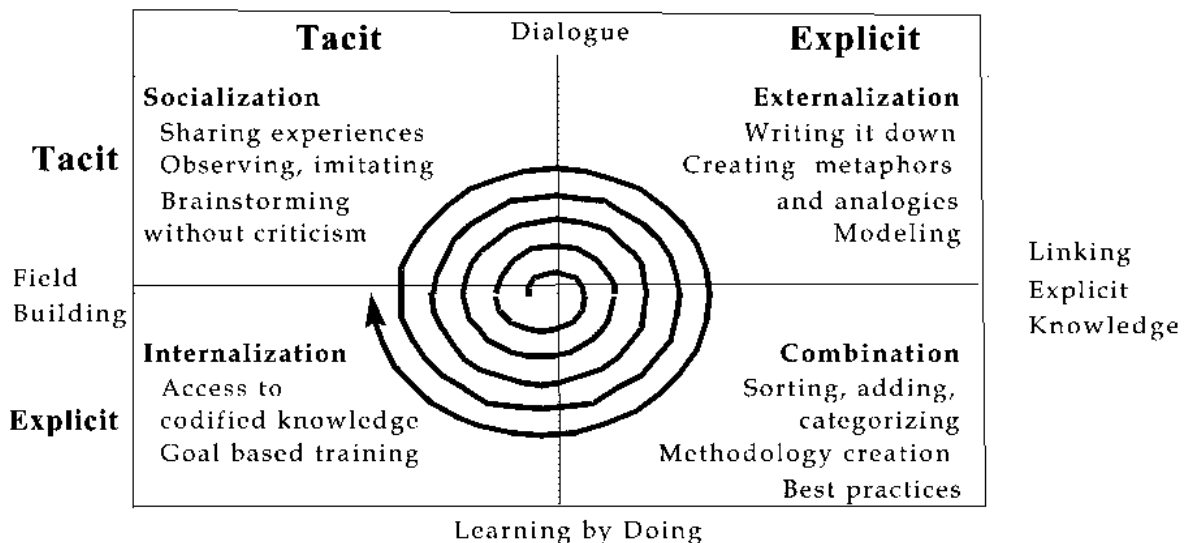 Tacit
Dialogue
Explicit
Tacit
Socialization
Sharing experiences
Observing, imitating
Brainstorming
without criticism
Externalization
Writing it down
Creating metaphors
and analogies
Modeling
Field
Building
Linking
Explicit
Knowledge
Explicit
Internalization
Access to
codified knowledge
Goal based training
Combination
Sorting, adding,
categorizing
Methodology creation
Best practices
Learning by Doing